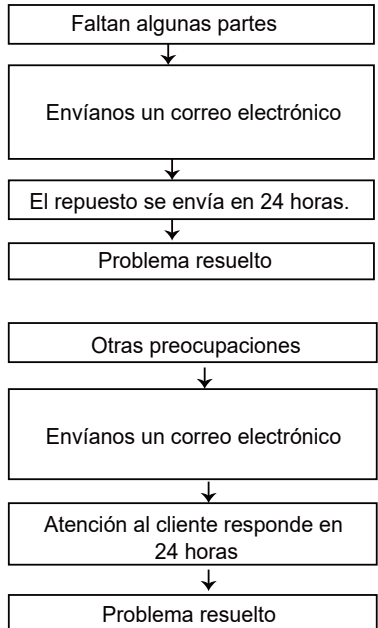 Faltan algunas partes
Envíanos un correo electrónico
El repuesto se envía en 24 horas.
Problema resuelto
Otras preocupaciones
Envíanos un correo electrónico
Atención al cliente responde en
24 horas
Problema resuelto